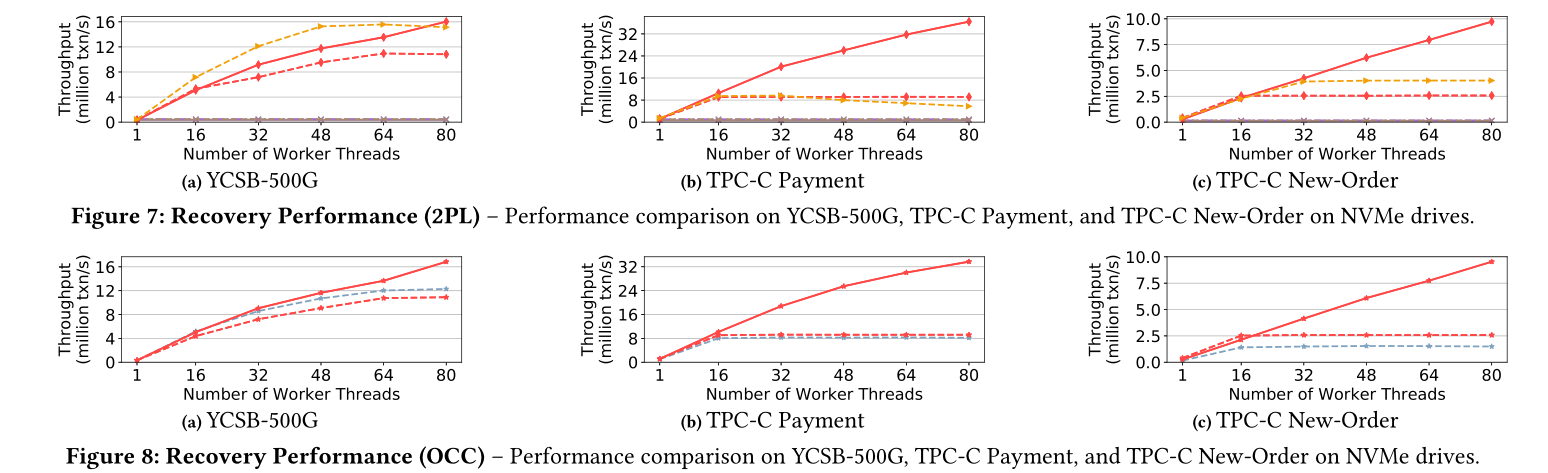 Throughput
(million txn/s)
16
12
8
4
0
1 16 32 48 64 80
Number of Worker Threads
(a) YCSB-500G
Throughput
(million txn/s)
32
24
16
8
0
1 16 32 48 64 80
Number of Worker Threads
(b) TPC-C Payment
Throughput
(million txn/s)
10.0
7.5
5.0
2.5
0.0
1 16 32 48 64 80
Number of Worker Threads
(c) TPC-C New-Order
Figure 7: Recovery Performance (2PL) – Performance comparison on YCSB-500G, TPC-C Payment, and TPC-C New-Order on NVMe drives.
Throughput
(million txn/s)
16
12
8
4
0
1 16 32 48 64 80
Number of Worker Threads
(a) YCSB-500G
Throughput
(million txn/s)
32
24
16
8
0
1 16 32 48 64 80
Number of Worker Threads
(b) TPC-C Payment
Throughput
(million txn/s)
10.0
7.5
5.0
2.5
0.0
1 16 32 48 64 80
Number of Worker Threads
(c) TPC-C New-Order
Figure 8: Recovery Performance (OCC) – Performance comparison on YCSB-500G, TPC-C Payment, and TPC-C New-Order on NVMe drives.